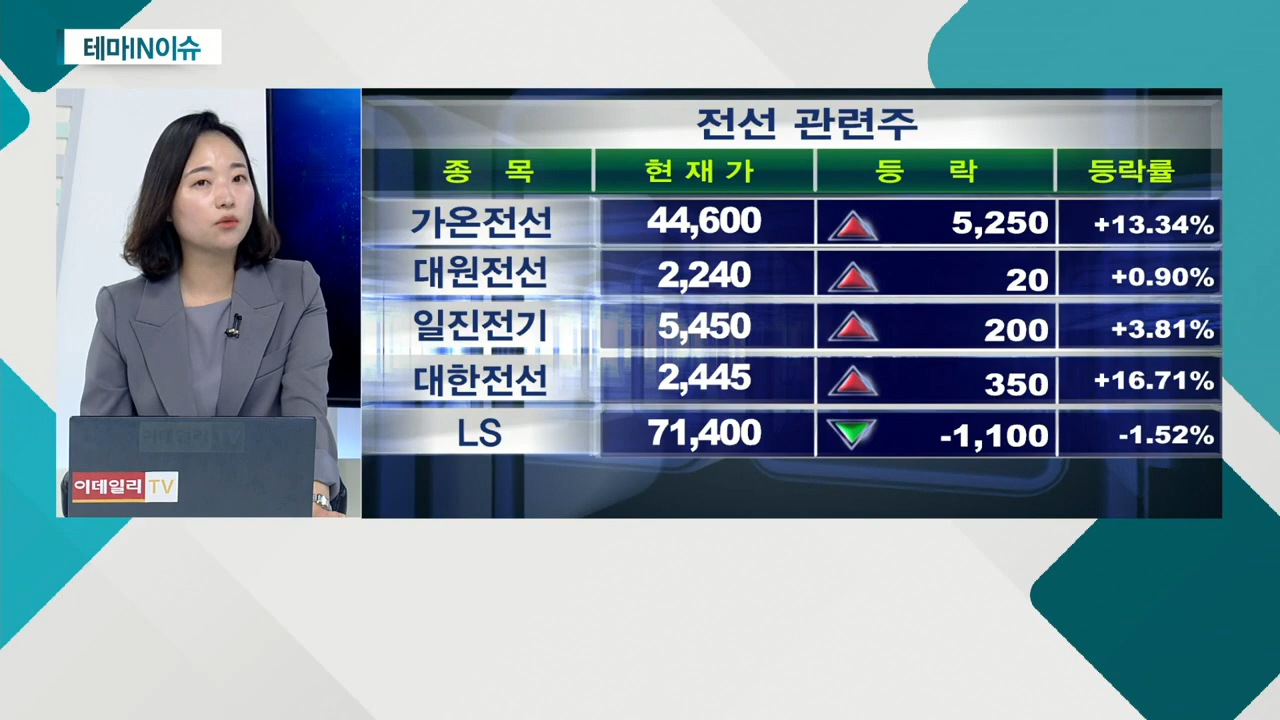 테마IN이슈
전선 관련주
종 목 현 재 가 등 락 등락률
가온전선 44,600 ▲ 5,250 +13.34%
대원전선 2,240 ▲ 20 +0.90%
일진전기 5,450 ▲ 200 +3.81%
대한전선 2,445 ▲ 350 +16.71%
LS 71,400 ▼ -1,100 -1.52%
이데일리 TV